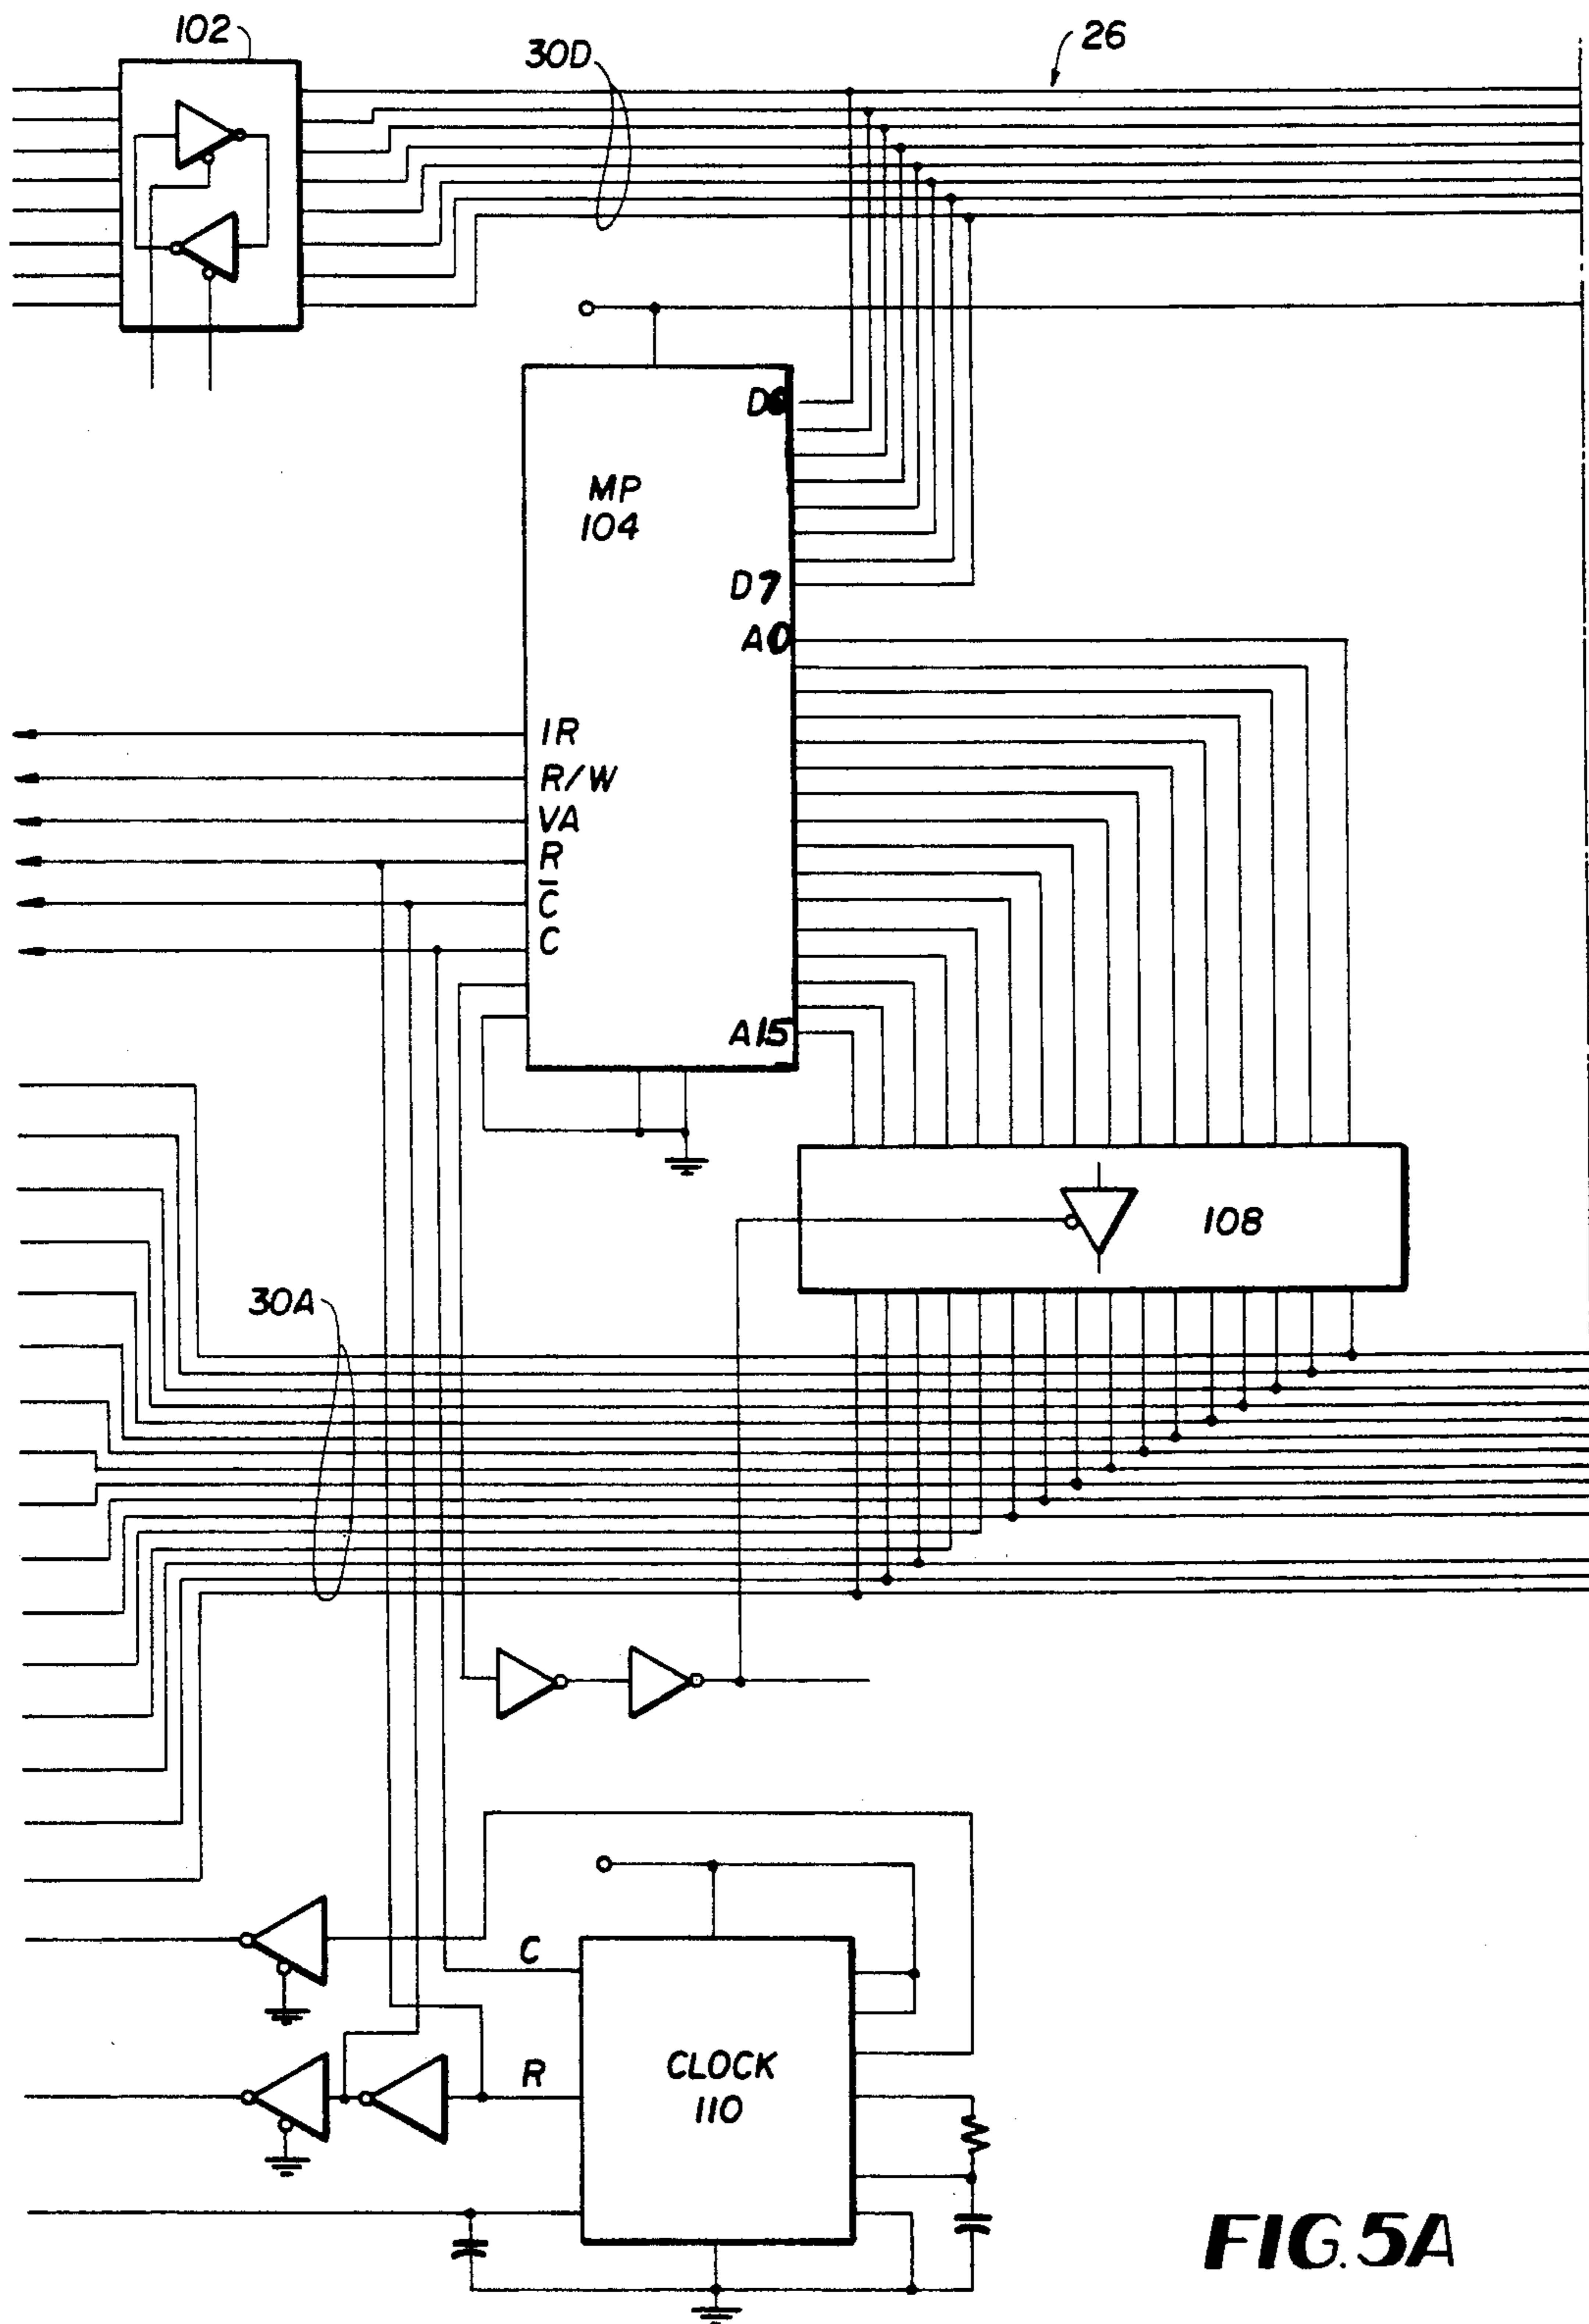 102
30D
26
D0
MP
104
D7
A0
IR
R/W
VA
R
C̅
C
A15
108
30A
C
R
CLOCK
110
FIG. 5A